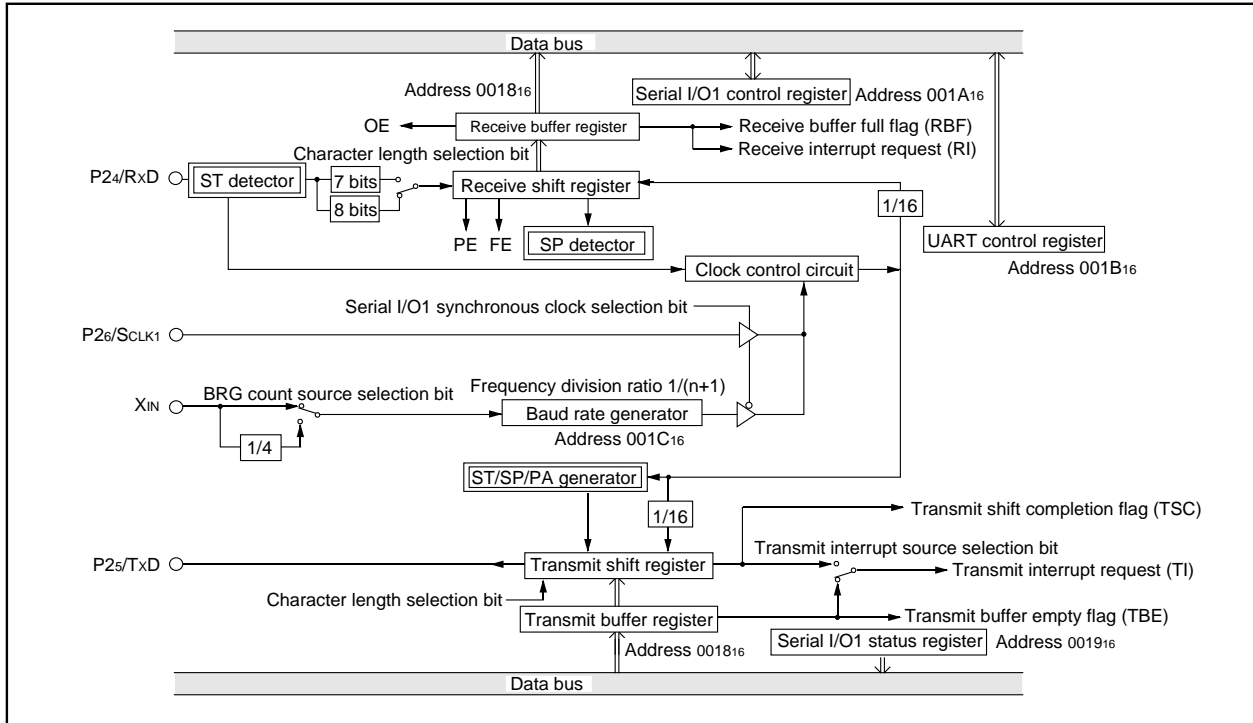 Data bus
Address 001816
Serial I/O1 control register Address 001A16
OE Receive buffer register Receive buffer full flag (RBF)
Receive interrupt request (RI)
Character length selection bit
P24/RXD ST detector 7 bits Receive shift register
8 bits 1/16
PE FE SP detector UART control register
Address 001B16
Clock control circuit
Serial I/O1 synchronous clock selection bit
P26/SCLK1
BRG count source selection bit Frequency division ratio 1/(n+1)
XIN Baud rate generator
1/4 Address 001C16
ST/SP/PA generator
1/16 Transmit shift completion flag (TSC)
Transmit interrupt source selection bit
P25/TXD Transmit shift register Transmit interrupt request (TI)
Character length selection bit
Transmit buffer register Transmit buffer empty flag (TBE)
Address 001816 Serial I/O1 status register Address 001916
Data bus